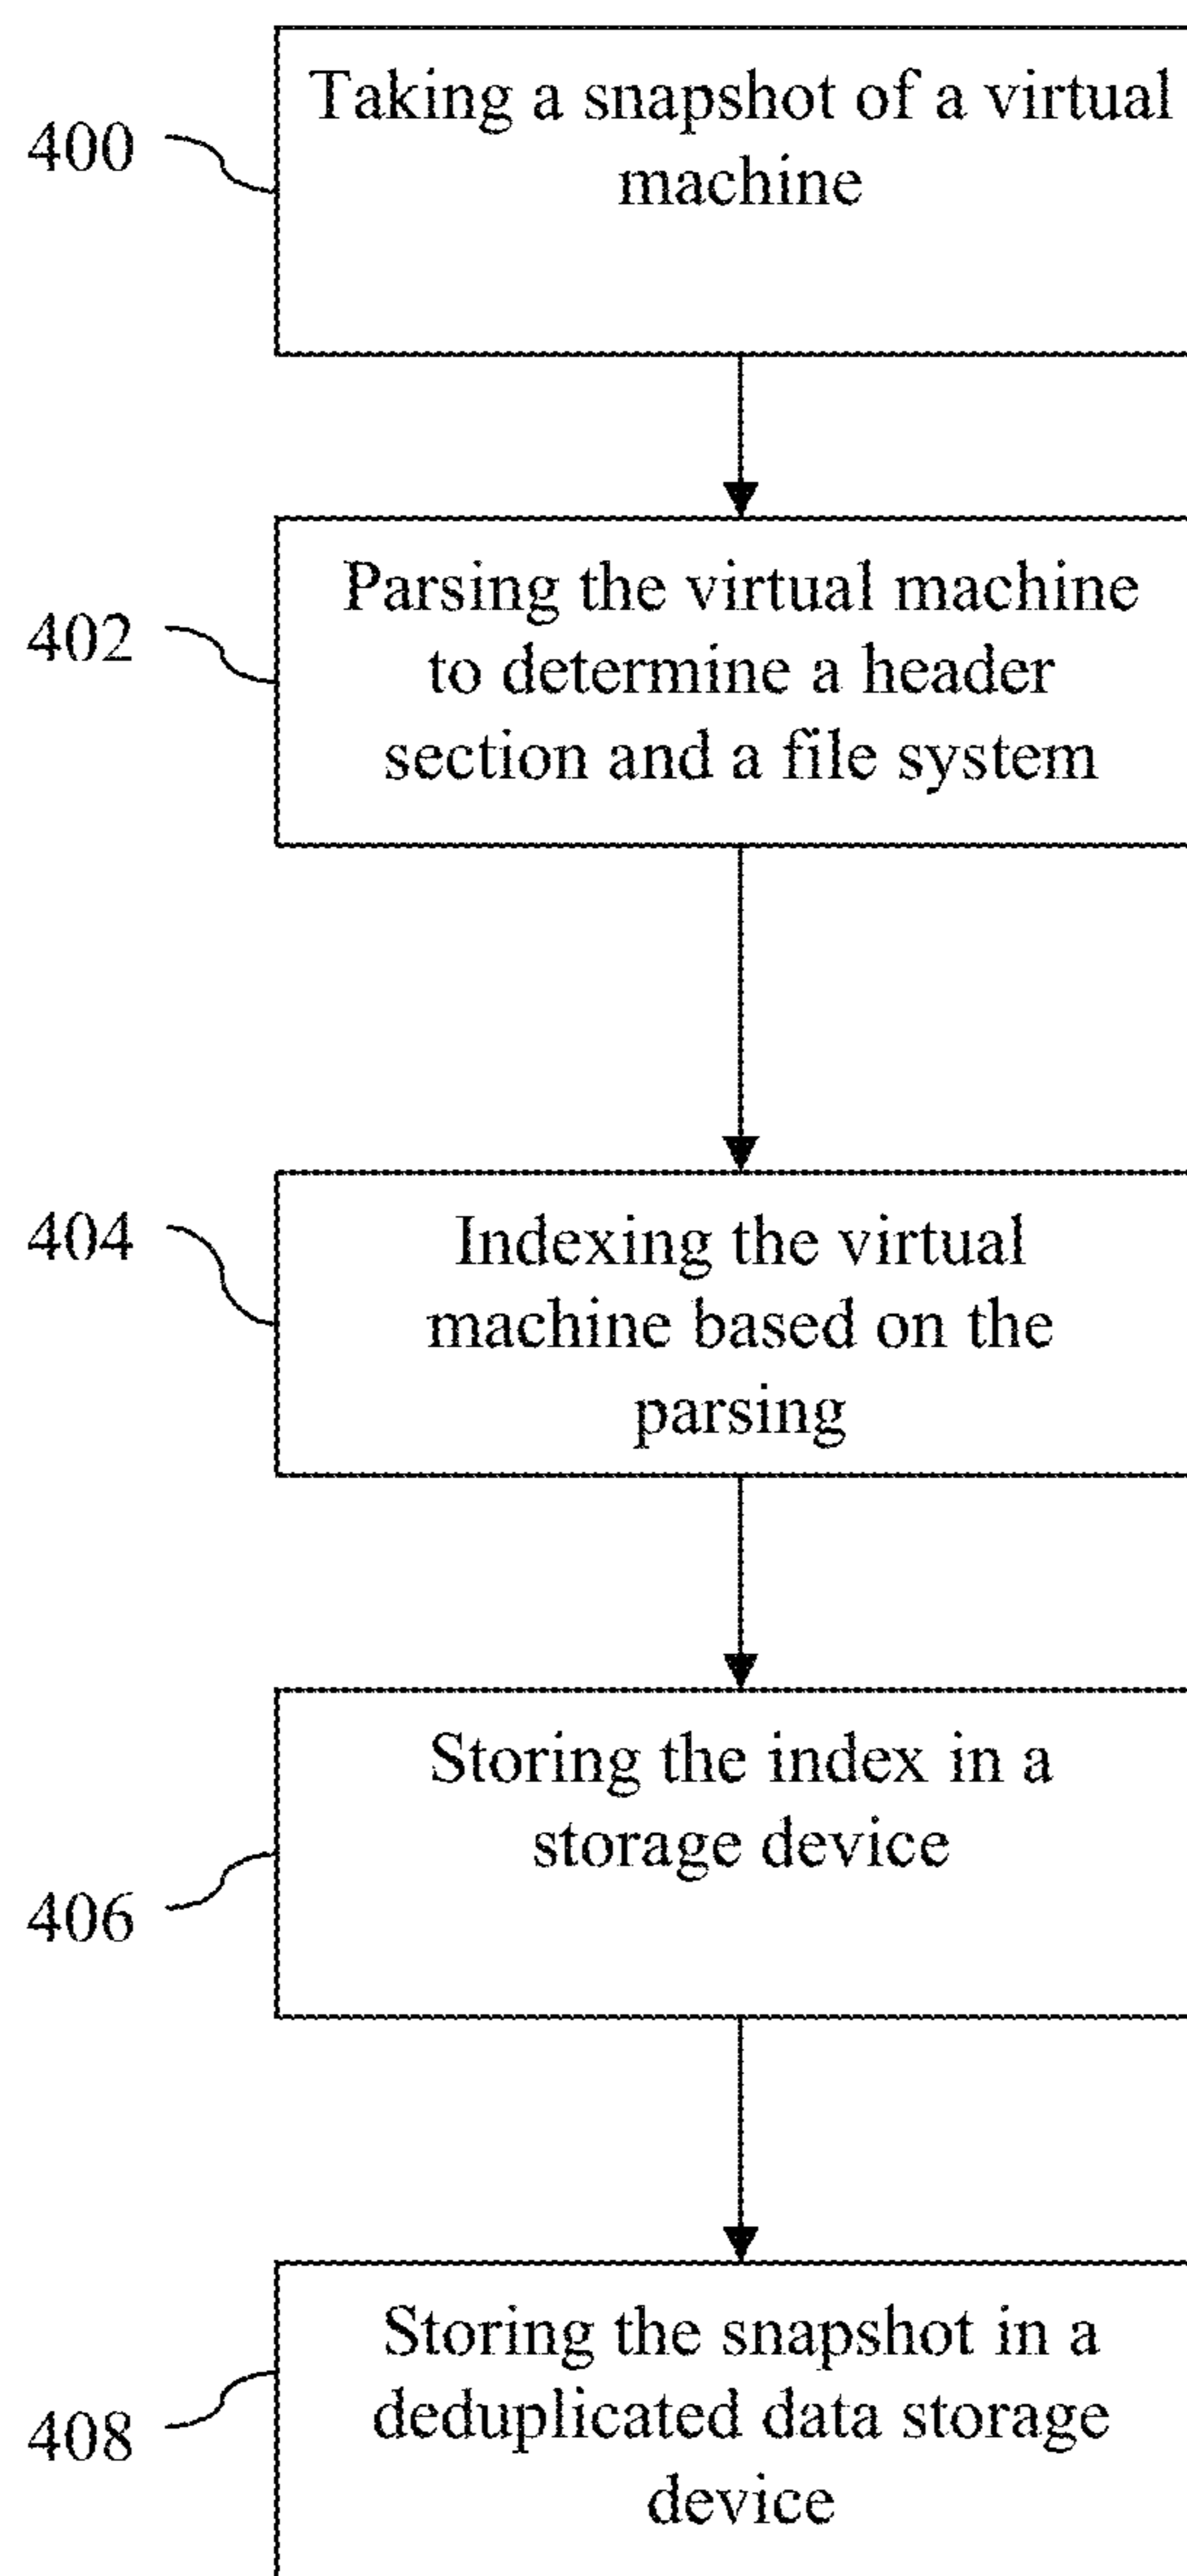 400
Taking a snapshot of a virtual
machine
402
Parsing the virtual machine
to determine a header
section and a file system
404
Indexing the virtual
machine based on the
parsing
406
Storing the index in a
storage device
408
Storing the snapshot in a
deduplicated data storage
device